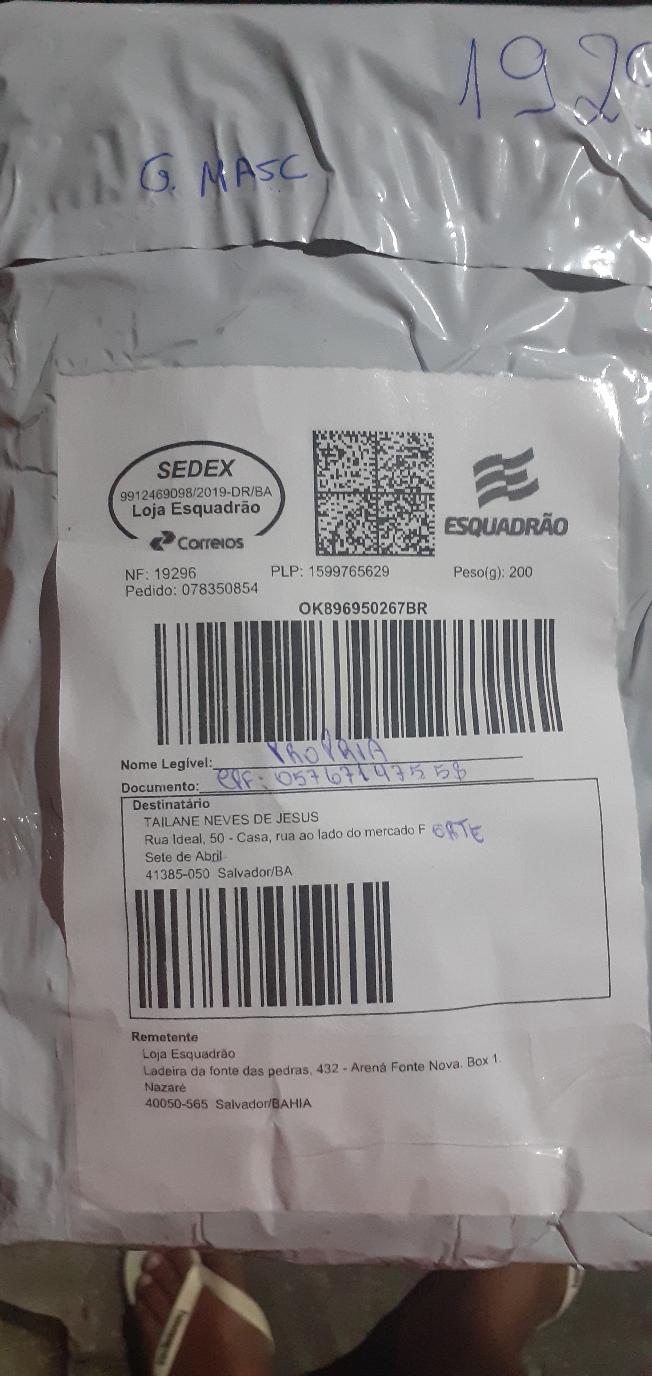 192
G. MASC
SEDEX
9912469098/2019-DR/BA
Loja Esquadrão
Correios
ESQUADRÃO
NF: 19296 PLP: 1599765629 Peso(g): 200
Pedido: 078350854
OK896950267BR
Nome Legível: PROPRIA
Documento: CPF:
Destinatário
TAILANE NEVES DE JESUS
Rua Ideal, 50 - Casa, rua ao lado do mercado F ORTE
Sete de Abril
41385-050 Salvador/BA
Remetente
Loja Esquadrão
Ladeira da fonte das pedras, 432 - Arena Fonte Nova. Box 1.
Nazaré
40050-565 Salvador/BAHIA